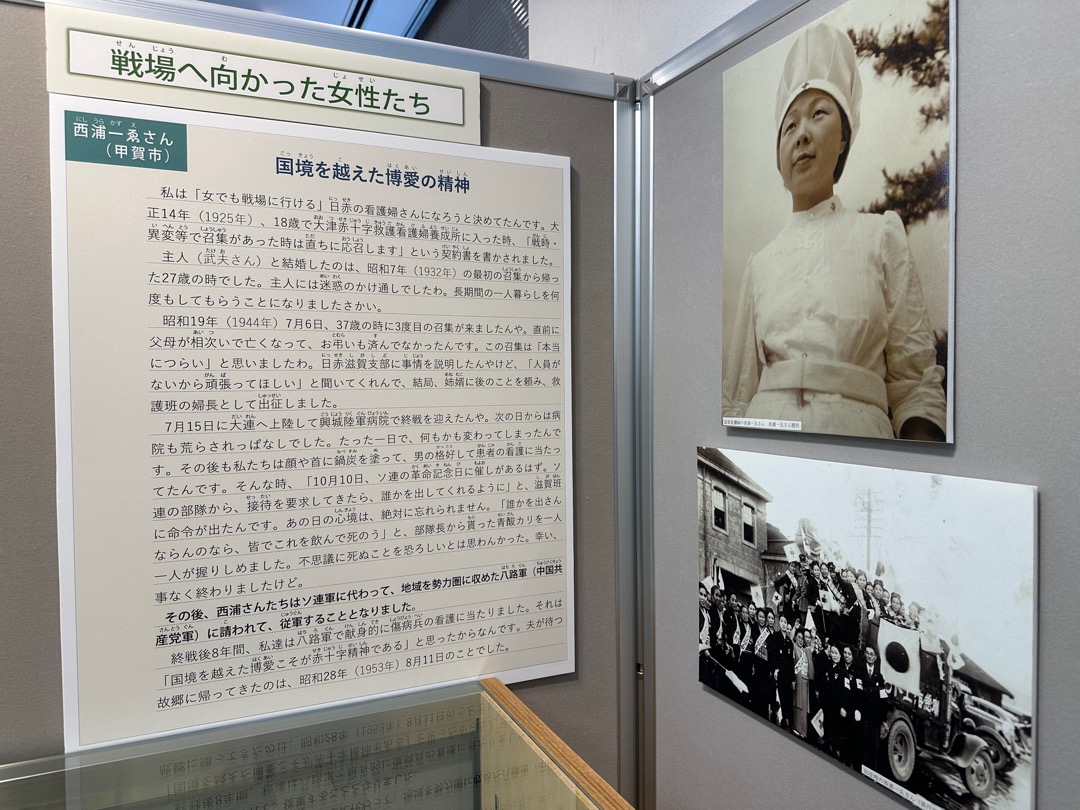 戦場へ向かった女性たち
西浦一ゑさん
（甲賀市）
国境を越えた博愛の精神
私は「女でも戦場に行ける」日赤の看護婦さんになろうと決めてたんです。大
正14年（1925年）、18歳で大津赤十字救護看護婦養成所に入った時、「戦時・
異変等で召集があった時は直ちに応召します」という契約書を書かされました。
主人（武夫さん）と結婚したのは、昭和7年（1932年）の最初の召集から帰っ
た27歳の時でした。主人には迷惑のかけ通しでしたわ。長期間の一人暮らしを何
度もしてもらうことになりましたさかい。
昭和19年（1944年）7月6日、37歳の時に3度目の召集が来ましたんや。直前に
父母が相次いで亡くなって、お弔いも済んでなかったんです。この召集は「本当
につらい」と思いましたわ。日赤滋賀支部に事情を説明したんやけど、「人員が
ないから頑張ってほしい」と聞いてくれんで、結局、姉婿に後のことを頼み、救
護班の婦長として出征しました。
7月15日に大連へ上陸して興城陸軍病院で終戦を迎えたんや。次の日からは病
院も荒らされっぱなしでした。たった一日で、何もかも変わってしまったんで
す。その後も私たちは顔や首に鍋炭を塗って、男の格好して患者の看護に当たっ
てたんです。そんな時、「10月10日、ソ連の革命記念日に催しがあるはず。ソ
連の部隊から、接待を要求してきたら、誰かを出してくれるように」と、滋賀班
に命令が出たんです。あの日の心境は、絶対に忘れられません。「誰かを出さん
ならんのなら、皆でこれを飲んで死のう」と、部隊長から貰った青酸カリを一人
一人が握りしめました。不思議に死ぬことを恐ろしいとは思わんかった。幸い、
事なく終わりましたけど。
その後、西浦さんたちはソ連軍に代わって、地域を勢力圏に収めた八路軍（中国共
産党軍）に請われて、従軍することとなりました。
終戦後8年間、私達は八路軍で献身的に傷病兵の看護に当たりました。それは
「国境を越えた博愛こそが赤十字精神である」と思ったからなんです。夫が待つ
故郷に帰ってきたのは、昭和28年（1953年）8月11日のことでした。